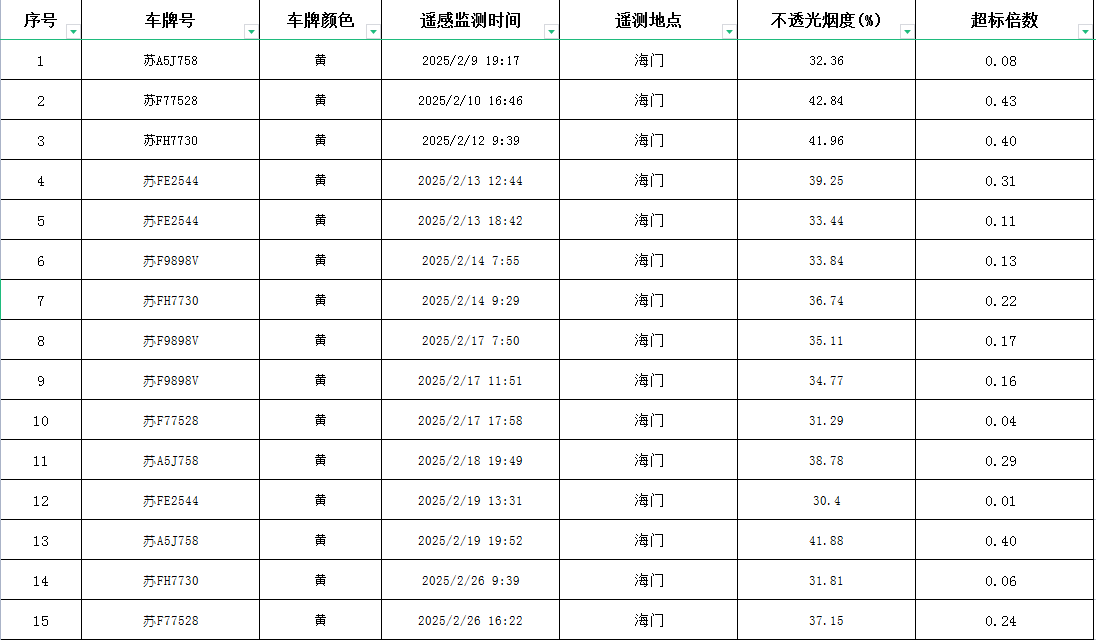 序号 车牌号 车牌颜色 遥感监测时间 遥测地点 不透光烟度(%) 超标倍数
1 苏A5J758 黄 2025/2/9 19:17 海门 32.36 0.08
2 苏F77528 黄 2025/2/10 16:46 海门 42.84 0.43
3 苏FH7730 黄 2025/2/12 9:39 海门 41.96 0.40
4 苏FE2544 黄 2025/2/13 12:44 海门 39.25 0.31
5 苏FE2544 黄 2025/2/13 18:42 海门 33.44 0.11
6 苏F9898V 黄 2025/2/14 7:55 海门 33.84 0.13
7 苏FH7730 黄 2025/2/14 9:29 海门 36.74 0.22
8 苏F9898V 黄 2025/2/17 7:50 海门 35.11 0.17
9 苏F9898V 黄 2025/2/17 11:51 海门 34.77 0.16
10 苏F77528 黄 2025/2/17 17:58 海门 31.29 0.04
11 苏A5J758 黄 2025/2/18 19:49 海门 38.78 0.29
12 苏FE2544 黄 2025/2/19 13:31 海门 30.4 0.01
13 苏A5J758 黄 2025/2/19 19:52 海门 41.88 0.40
14 苏FH7730 黄 2025/2/26 9:39 海门 31.81 0.06
15 苏F77528 黄 2025/2/26 16:22 海门 37.15 0.24